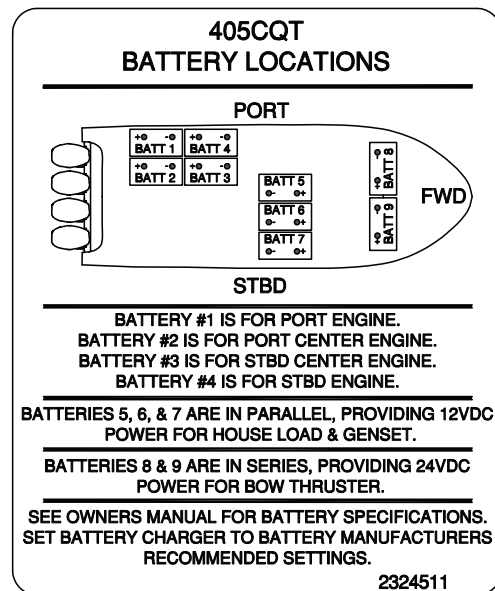 405CQT
BATTERY LOCATIONS
PORT
+ - + -
BATT 1 BATT 4
+ - + -
BATT 2 BATT 3
BATT 5
- +
BATT 6
- +
BATT 7
- +
BATT 8
- +
BATT 9
- +
FWD
STBD
BATTERY #1 IS FOR PORT ENGINE.
BATTERY #2 IS FOR PORT CENTER ENGINE.
BATTERY #3 IS FOR STBD CENTER ENGINE.
BATTERY #4 IS FOR STBD ENGINE.
BATTERIES 5, 6, & 7 ARE IN PARALLEL, PROVIDING 12VDC
POWER FOR HOUSE LOAD & GENSET.
BATTERIES 8 & 9 ARE IN SERIES, PROVIDING 24VDC
POWER FOR BOW THRUSTER.
SEE OWNERS MANUAL FOR BATTERY SPECIFICATIONS.
SET BATTERY CHARGER TO BATTERY MANUFACTURERS
RECOMMENDED SETTINGS.
2324511